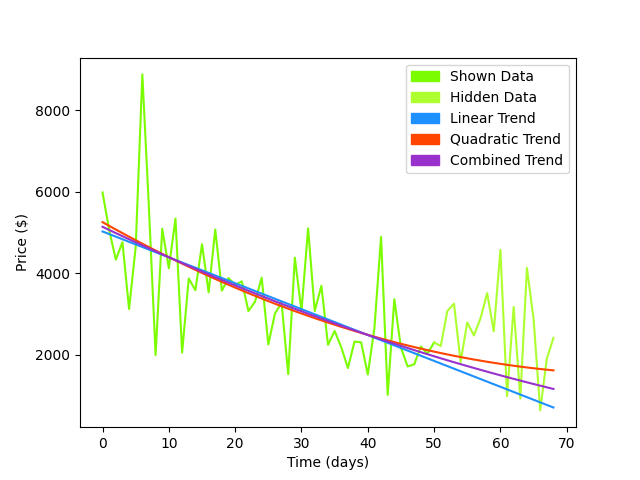 Shown Data
Hidden Data
Linear Trend
Quadratic Trend
Combined Trend
Price ($)
8000
6000
4000
2000
0 10 20 30 40 50 60 70
Time (days)